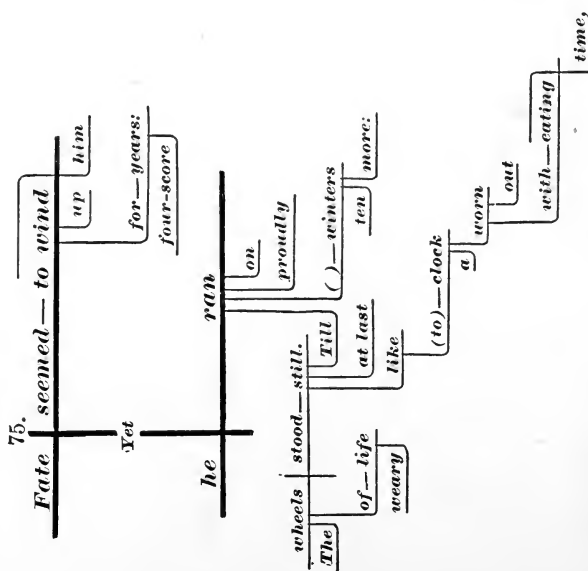 75.
Fate seemed—to wind
up him
for—years:
four-score
Yet
he ran
on
proudly
( )—winters
ten more:
Till
wheels stood—still.
The at last
of—life like
weary (to)—clock
a worn
out
with—eating
time,